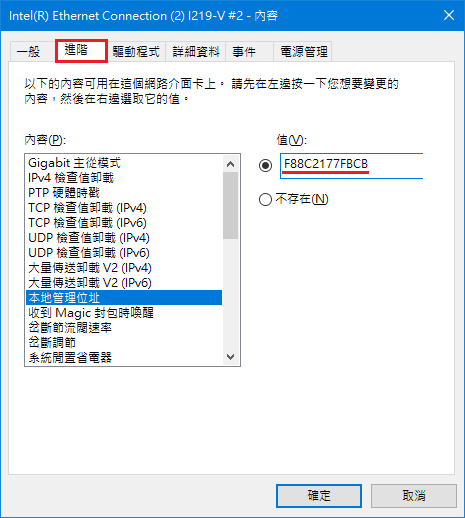 Intel(R) Ethernet Connection (2) I219-V #2 - 內容
一般 進階 驅動程式 詳細資料 事件 電源管理
以下的內容可用在這個網路介面卡上。 請先在左邊按一下您想要變更的
內容，然後在右邊選取它的值。
內容(P):
值(V):
Gigabit 主從模式
IPv4 檢查值卸載
PTP 硬體時戳
TCP 檢查值卸載 (IPv4)
TCP 檢查值卸載 (IPv6)
UDP 檢查值卸載 (IPv4)
UDP 檢查值卸載 (IPv6)
大量傳送卸載 V2 (IPv4)
大量傳送卸載 V2 (IPv6)
本地管理位址
收到 Magic 封包時喚醒
岔斷節流閥速率
岔斷調節
系統閒置省電器
F88C2177FBCB
不存在(N)
確定
取消